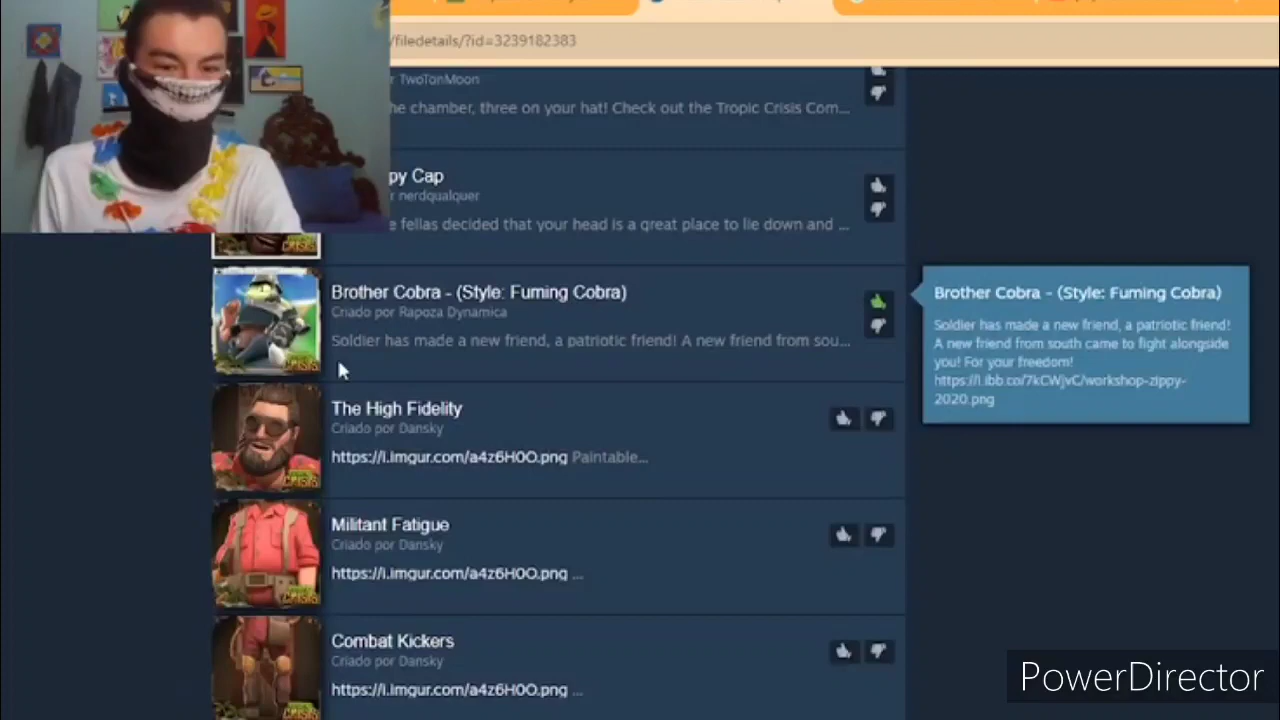 /filedetails/?id=3239182383
r TwoTonMoon
he chamber, three on your hat! Check out the Tropic Crisis Com...
py Cap
r nerdqualquer
e fellas decided that your head is a great place to lie down and ...
CRISIS
Brother Cobra - (Style: Fuming Cobra)
Criado por Rapoza Dynamica
Soldier has made a new friend, a patriotic friend! A new friend from sou...
CRISIS
Brother Cobra - (Style: Fuming Cobra)
Soldier has made a new friend, a patriotic friend!
A new friend from south came to fight alongside
you! For your freedom!
https://i.ibb.co/7kCWjvC/workshop-zippy-
2020.png
The High Fidelity
Criado por Dansky
https://i.imgur.com/a4z6H0O.png Paintable...
CRISIS
Militant Fatigue
Criado por Dansky
https://i.imgur.com/a4z6H0O.png ...
CRISIS
Combat Kickers
Criado por Dansky
https://i.imgur.com/a4z6H0O.png ...
CRISIS
PowerDirector